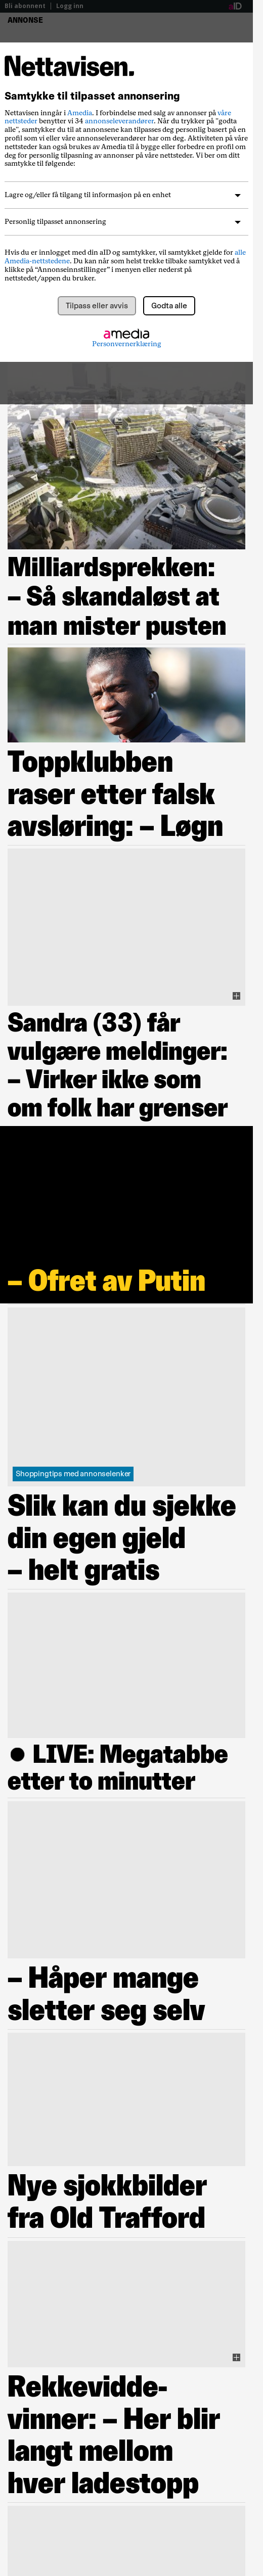 Bli abonnent | Logg inn
aID
ANNONSE
Nettavisen.
Samtykke til tilpasset annonsering
Nettavisen inngår i Amedia. I forbindelse med salg av annonser på våre
nettsteder benytter vi 34 annonseleverandører. Når du trykker på "godta
alle", samtykker du til at annonsene kan tilpasses deg personlig basert på en
profil som vi eller våre annonseleverandører har om deg. Aktiviteten på våre
nettsteder kan også brukes av Amedia til å bygge eller forbedre en profil om
deg for personlig tilpasning av annonser på våre nettsteder. Vi ber om ditt
samtykke til følgende:
Lagre og/eller få tilgang til informasjon på en enhet
Personlig tilpasset annonsering
Hvis du er innlogget med din aID og samtykker, vil samtykket gjelde for alle
Amedia-nettstedene. Du kan når som helst trekke tilbake samtykket ved å
klikke på “Annonseinnstillinger” i menyen eller nederst på
nettstedet/appen du bruker.
Tilpass eller avvis
Godta alle
amedia
Personvernerklæring
Milliardsprekken:
– Så skandaløst at
man mister pusten
Toppklubben
raser etter falsk
avsløring: – Løgn
Sandra (33) får
vulgære meldinger:
– Virker ikke som
om folk har grenser
– Ofret av Putin
Shoppingtips med annonselenker
Slik kan du sjekke
din egen gjeld
– helt gratis
● LIVE: Megatabbe
etter to minutter
– Håper mange
sletter seg selv
Nye sjokkbilder
fra Old Trafford
Rekkevidde-
vinner: – Her blir
langt mellom
hver ladestopp